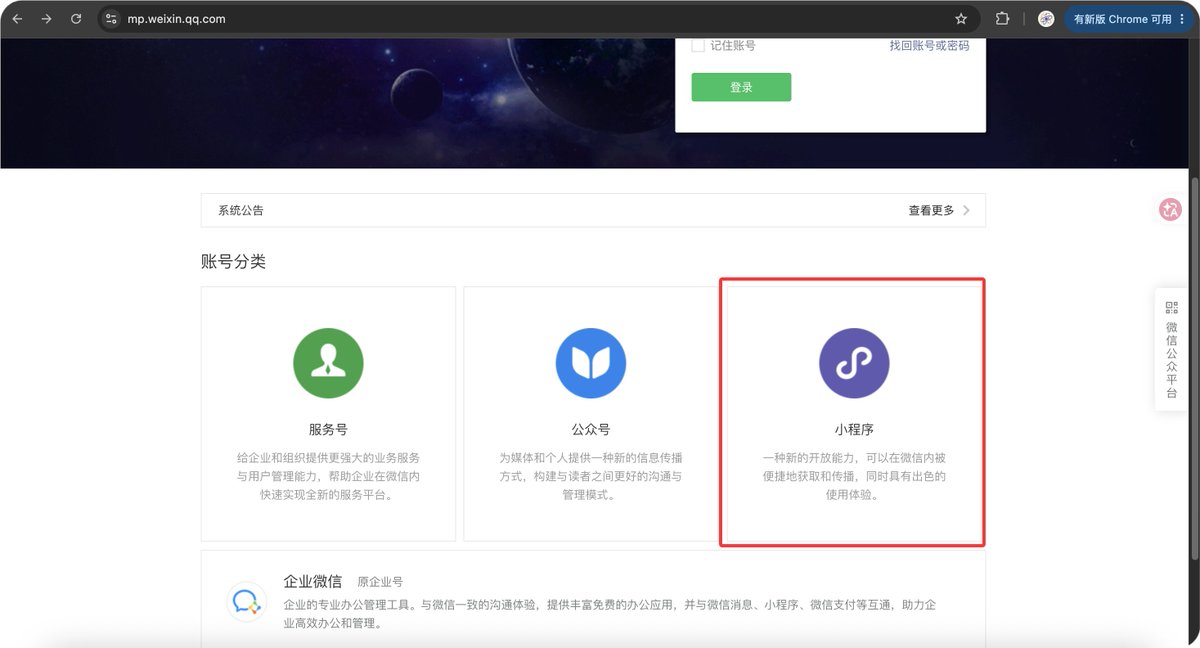 mp.weixin.qq.com
有新版 Chrome 可用
记住账号
找回账号或密码
登录
系统公告
查看更多
账号分类
服务号
给企业和组织提供更强大的业务服务
与用户管理能力，帮助企业在微信内
快速实现全新的服务平台。
公众号
为媒体和个人提供一种新的信息传播
方式，构建与读者之间更好的沟通与
管理模式。
小程序
一种新的开放能力，可以在微信内被
便捷地获取和传播，同时具有出色的
使用体验。
微信公众平台
企业微信
原企业号
企业的专业办公管理工具。与微信一致的沟通体验，提供丰富免费的办公应用，并与微信消息、小程序、微信支付等互通，助力企
业高效办公和管理。